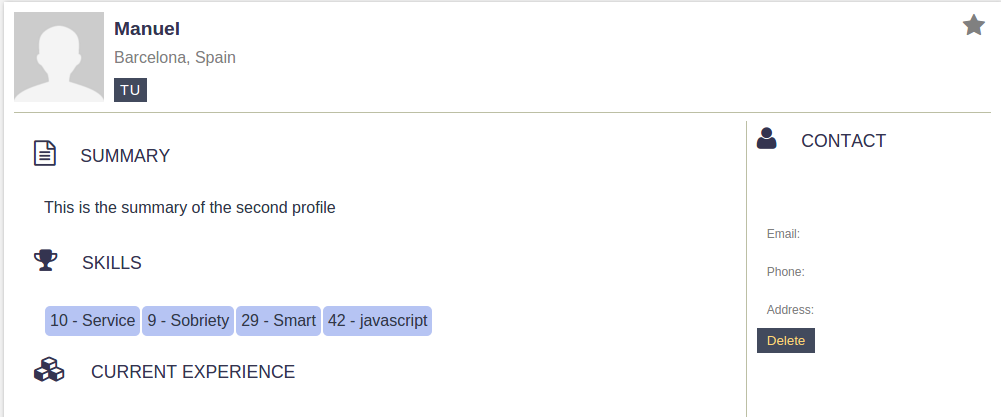 Manuel
Barcelona, Spain
TU
SUMMARY
This is the summary of the second profile
SKILLS
10 - Service 9 - Sobriety 29 - Smart 42 - javascript
CURRENT EXPERIENCE
CONTACT
Email:
Phone:
Address:
Delete